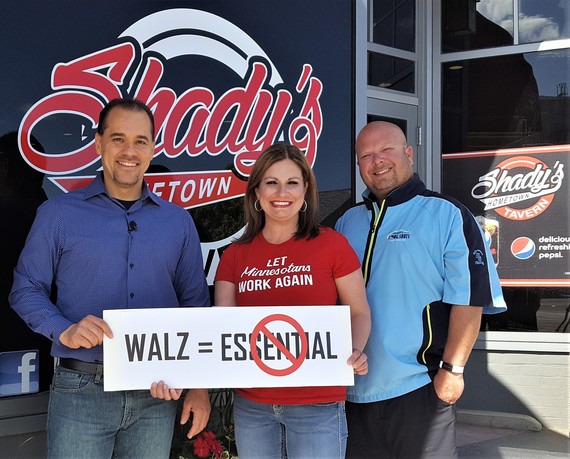 Shady's
HOMETOWN
LET
Minnesotans
WORK AGAIN
WALZ = ESSENTIAL
Shady's
HOMETOWN
TAVERN
delicious
refreshi
pepsi.
f